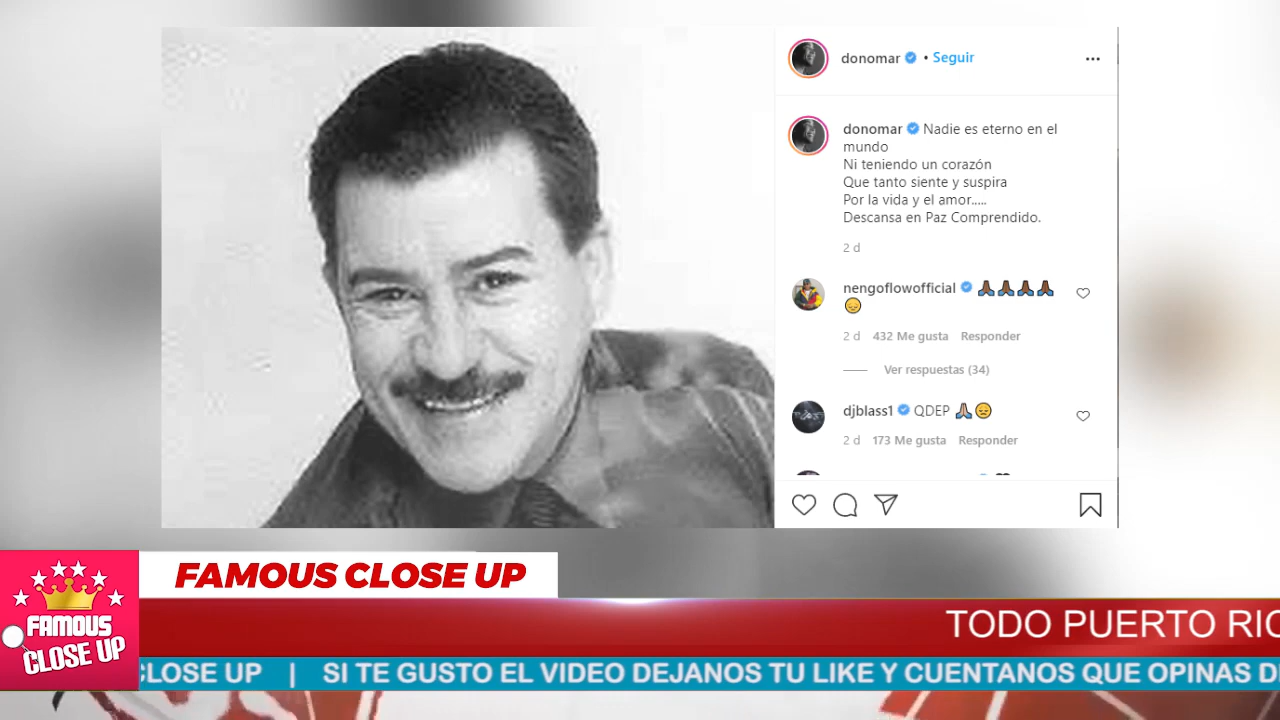 donomar • Seguir
donomar Nadie es eterno en el
mundo
Ni teniendo un corazón
Que tanto siente y suspira
Por la vida y el amor.....
Descansa en Paz Comprendido.
2 d
nengoflowofficial 🙏🏾🙏🏾🙏🏾🙏🏾
😔
2 d 432 Me gusta Responder
Ver respuestas (34)
djblass1 QDEP 🙏🏼😔
2 d 173 Me gusta Responder
FAMOUS CLOSE UP
FAMOUS
CLOSE UP
TODO PUERTO RIC
CLOSE UP | SI TE GUSTO EL VIDEO DEJANOS TU LIKE Y CUENTANOS QUE OPINAS D